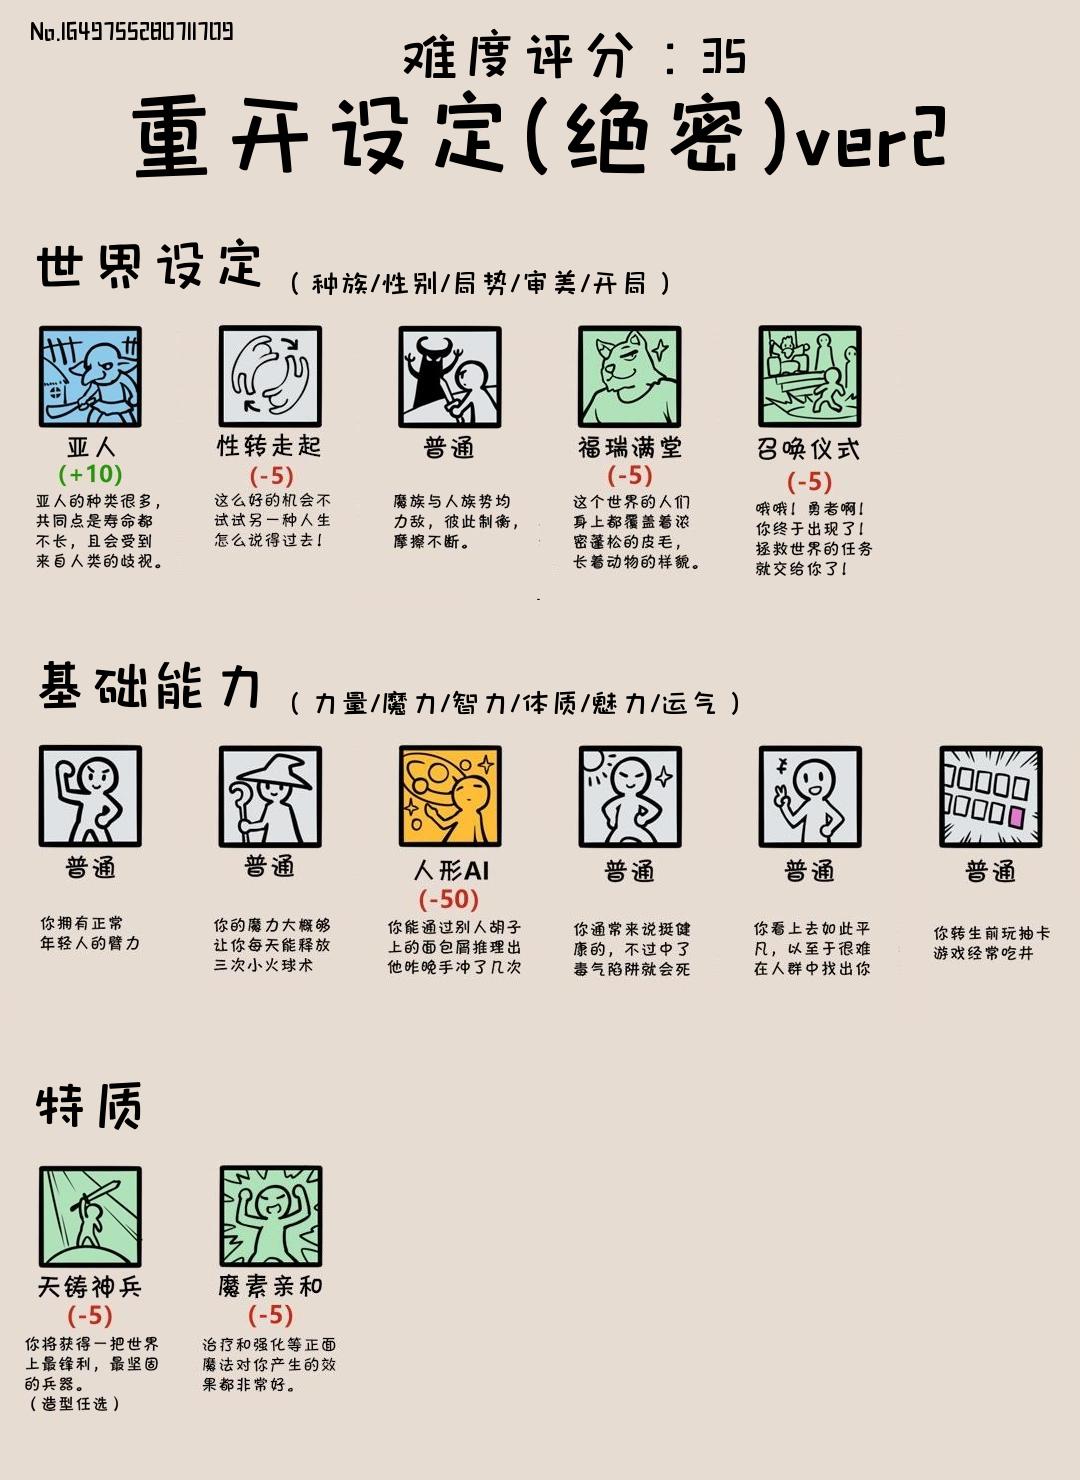 No.1649755280711709
难度评分：35
重开设定(绝密)ver2
世界设定 （种族/性别/局势/审美/开局）
亚人
(+10)
亚人的种类很多，
共同点是寿命都
不长，且会受到
来自人类的歧视。
性转走起
(-5)
这么好的机会不
试试另一种人生
怎么说得过去！
普通
魔族与人族势均
力敌，彼此制衡，
摩擦不断。
福瑞满堂
(-5)
这个世界的人们
身上都覆盖着浓
密蓬松的皮毛，
长着动物的样貌。
召唤仪式
(-5)
哦哦！勇者啊！
你终于出现了！
拯救世界的任务
就交给你了！
基础能力 （力量/魔力/智力/体质/魅力/运气）
普通
你拥有正常
年轻人的臂力
普通
你的魔力大概够
让你每天能释放
三次小火球术
人形AI
(-50)
你能通过别人胡子
上的面包屑推理出
他昨晚手冲了几次
普通
你通常来说挺健
康的，不过中了
毒气陷阱就会死
普通
你看上去如此平
凡，以至于很难
在人群中找出你
普通
你转生前玩抽卡
游戏经常吃井
特质
天铸神兵
(-5)
你将获得一把世界
上最锋利，最坚固
的兵器。
（造型任选）
魔素亲和
(-5)
治疗和强化等正面
魔法对你产生的效
果都非常好。